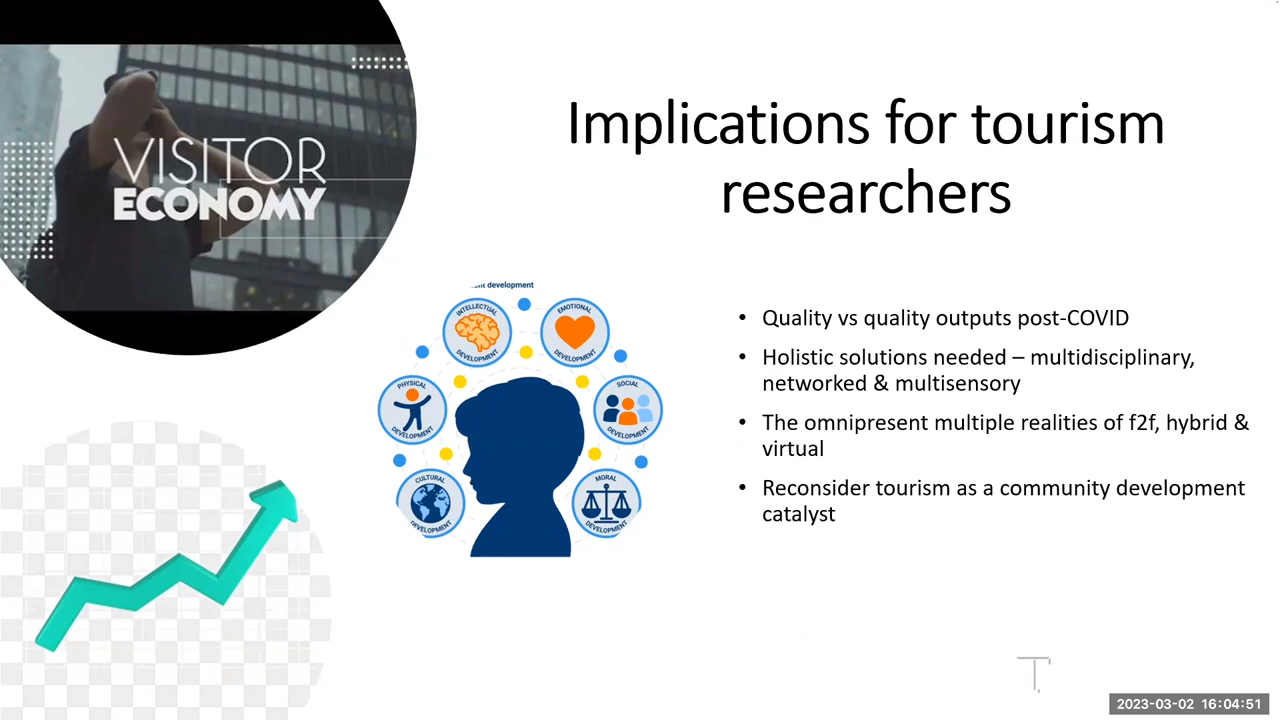 VISITOR
ECONOMY
Implications for tourism
researchers
development
INTELLECTUAL
DEVELOPMENT
EMOTIONAL
DEVELOPMENT
PHYSICAL
DEVELOPMENT
SOCIAL
DEVELOPMENT
CULTURAL
DEVELOPMENT
MORAL
DEVELOPMENT
• Quality vs quality outputs post-COVID
• Holistic solutions needed – multidisciplinary,
networked & multisensory
• The omnipresent multiple realities of f2f, hybrid &
virtual
• Reconsider tourism as a community development
catalyst
T.
2023-03-02 16:04:51